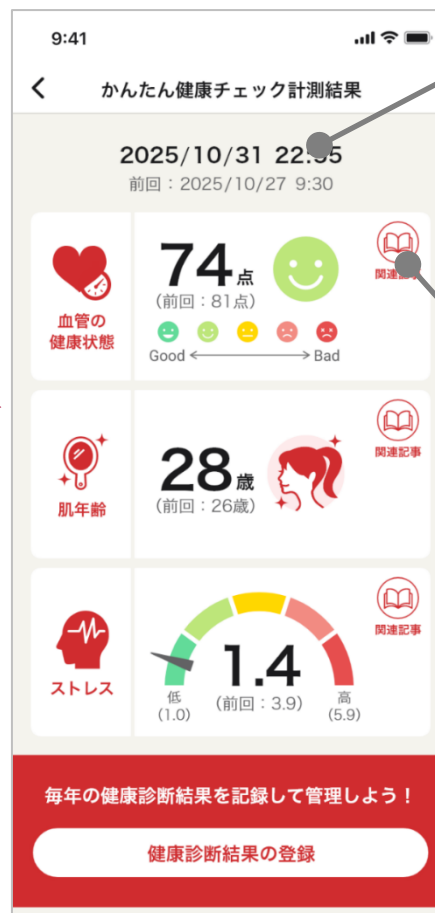 9:41
かんたん健康チェック計測結果
2025/10/31
前回：2025/10/27 9:30
血管の
健康状態
74点
(前回：81点)
Good
Bad
関連記事
肌年齢
28歳
(前回：26歳)
関連記事
ストレス
1.4
(前回：3.9)
低
(1.0)
高
(5.9)
関連記事
毎年の健康診断結果を記録して管理しよう！
健康診断結果の登録